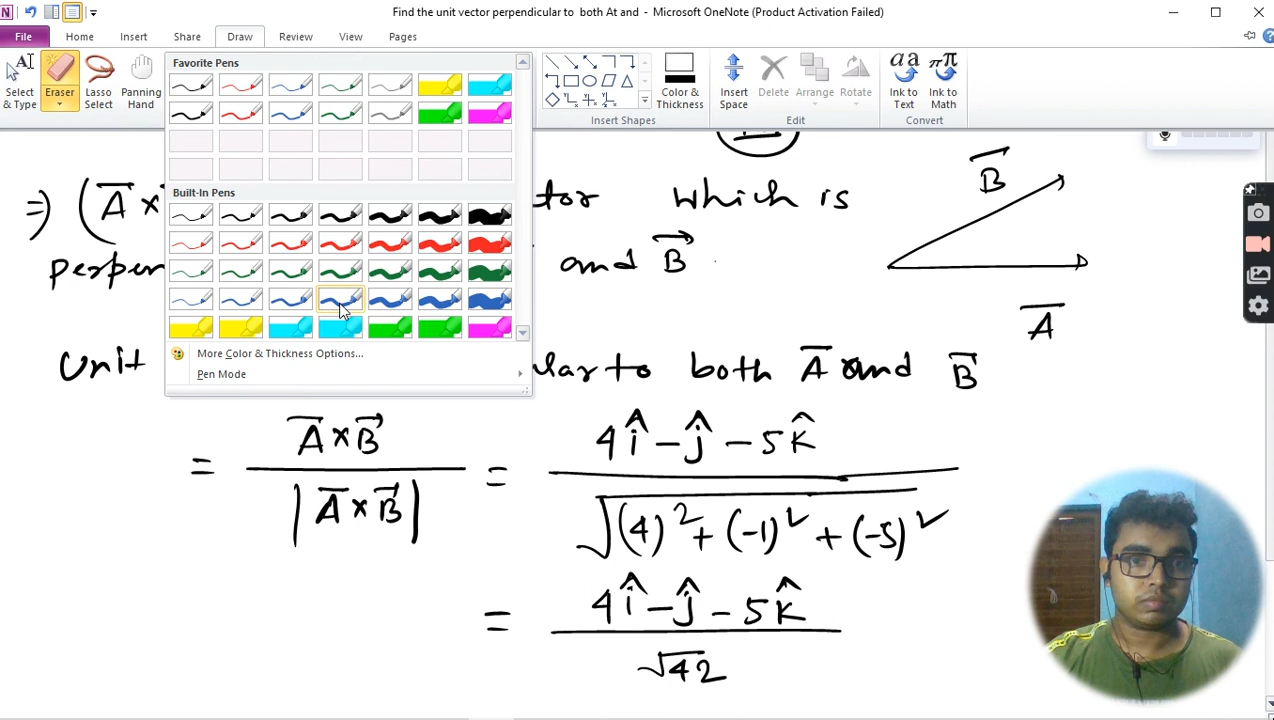 Find the unit vector perpendicular to both At and - Microsoft OneNote (Product Activation Failed)
File Home Insert Share Draw Review View Pages
Select & Type
Eraser
Lasso Select
Panning Hand
Favorite Pens
Built-In Pens
More Color & Thickness Options...
Pen Mode
Insert Shapes
Color & Thickness
Insert Space
Delete
Arrange
Rotate
Edit
Ink to Text
Ink to Math
Convert
⇒ (A⃗ × tor which is
perpen and B⃗
B⃗
A⃗
Unit lar to both A⃗ and B⃗
= A⃗×B⃗ / |A⃗×B⃗| = 4î-ĵ-5k̂ / √(4)²+(-1)²+(-5)²
= 4î-ĵ-5k̂ / √42